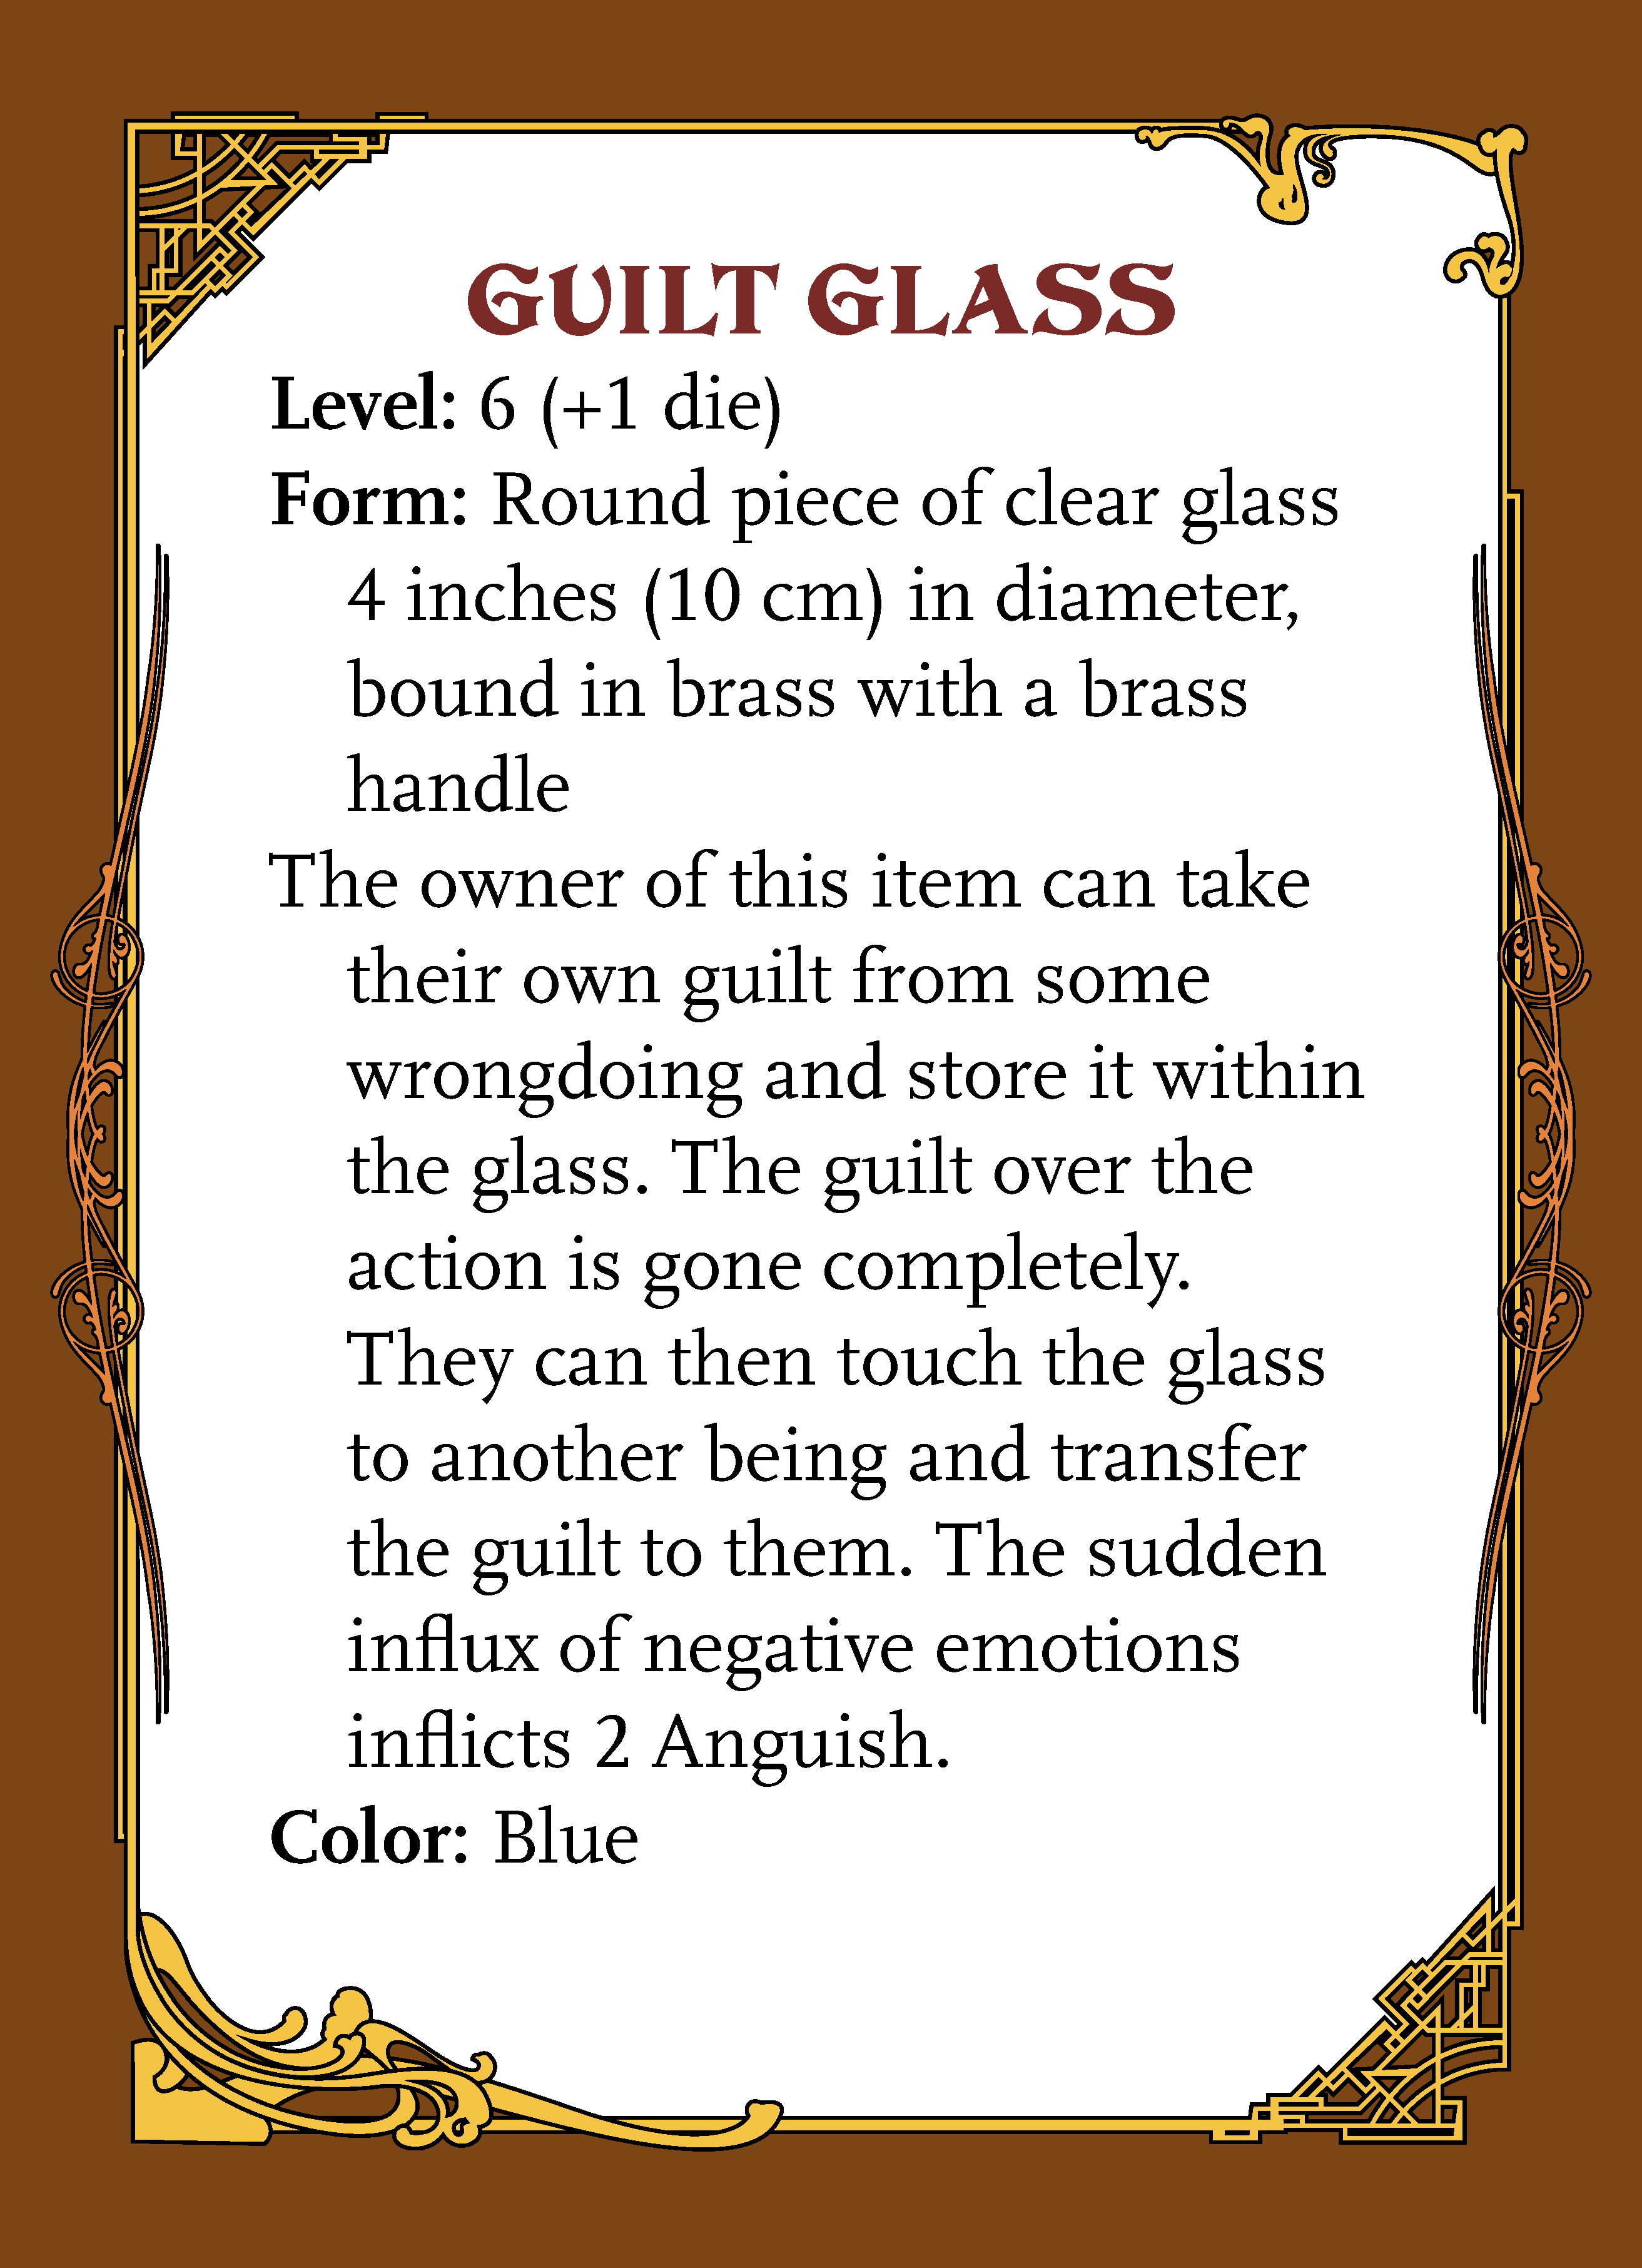 GUILT GLASS
Level: 6 (+1 die)
Form: Round piece of clear glass
4 inches (10 cm) in diameter,
bound in brass with a brass
handle
The owner of this item can take
their own guilt from some
wrongdoing and store it within
the glass. The guilt over the
action is gone completely.
They can then touch the glass
to another being and transfer
the guilt to them. The sudden
influx of negative emotions
inflicts 2 Anguish.
Color: Blue